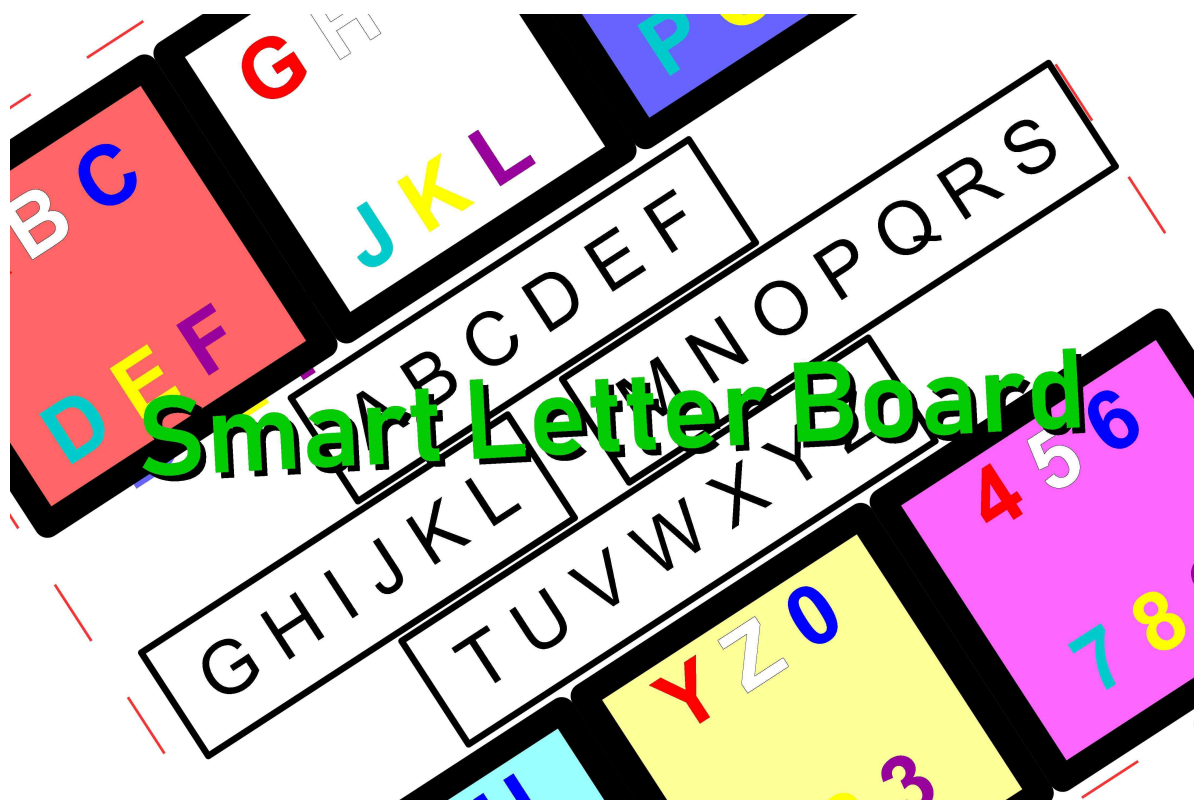 G H
P
B C
J K L
D E F
A B C D E F
M N O P Q R S
Smart Letter Board
G H I J K L
T U V W X Y Z
4 5 6
7 8
Y Z 0
3